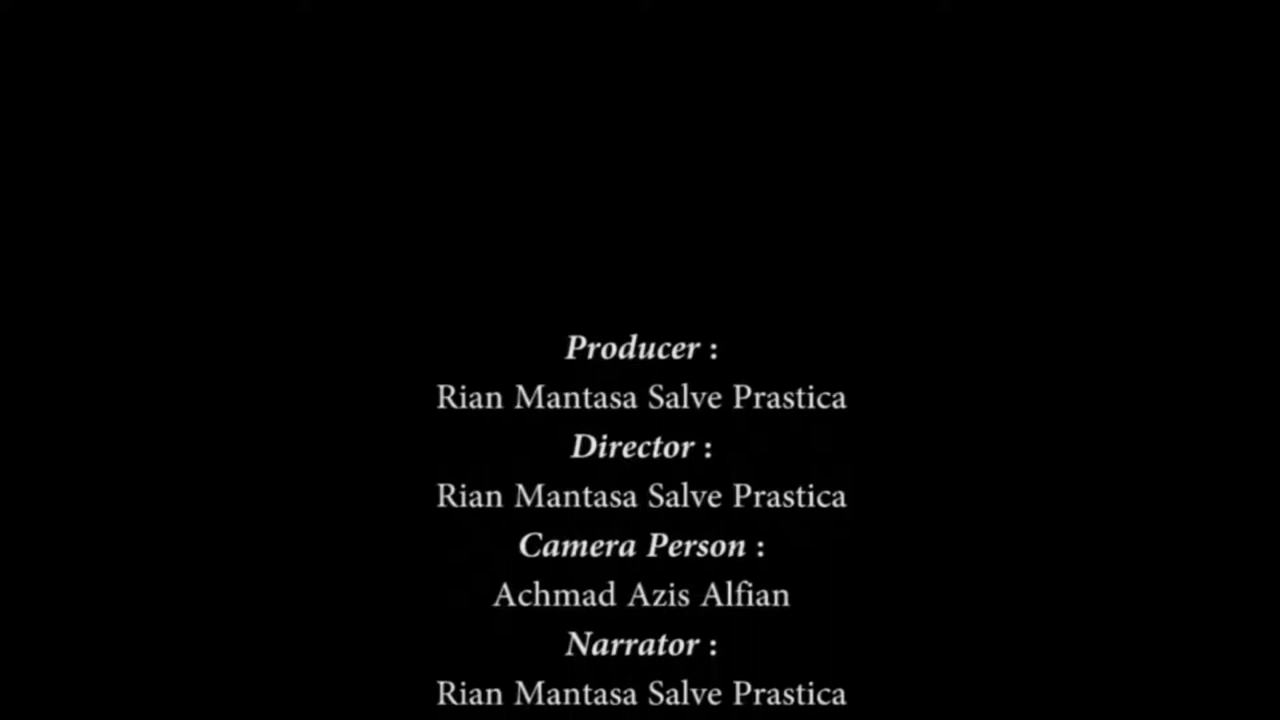 Producer :
Rian Mantasa Salve Prastica
Director :
Rian Mantasa Salve Prastica
Camera Person :
Achmad Azis Alfian
Narrator :
Rian Mantasa Salve Prastica